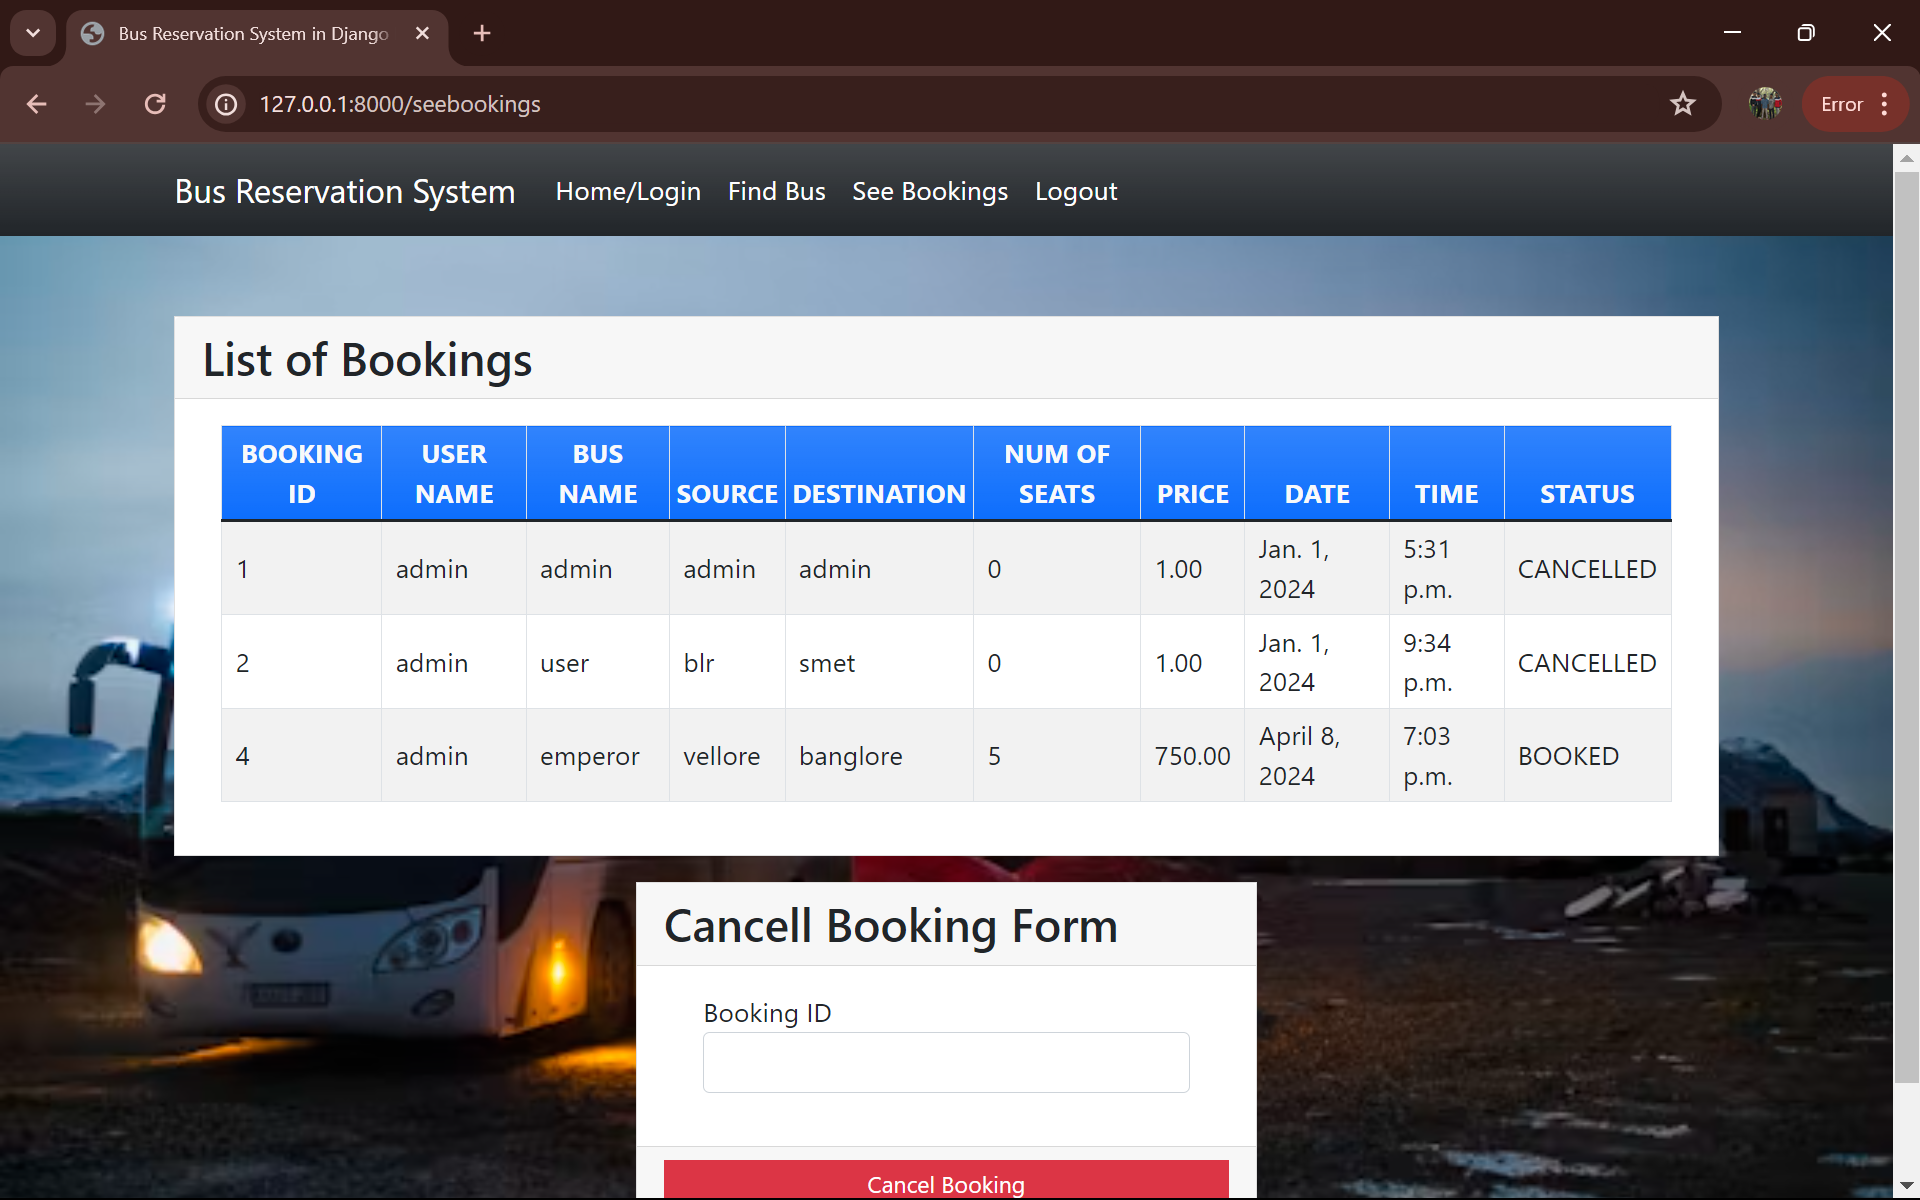 Bus Reservation System in Django
127.0.0.1:8000/seebookings
Error
Bus Reservation System Home/Login Find Bus See Bookings Logout
List of Bookings
BOOKING ID USER NAME BUS NAME SOURCE DESTINATION NUM OF SEATS PRICE DATE TIME STATUS
1 admin admin admin admin 0 1.00 Jan. 1, 2024 5:31 p.m. CANCELLED
2 admin user blr smet 0 1.00 Jan. 1, 2024 9:34 p.m. CANCELLED
4 admin emperor vellore banglore 5 750.00 April 8, 2024 7:03 p.m. BOOKED
Cancell Booking Form
Booking ID
Cancel Booking